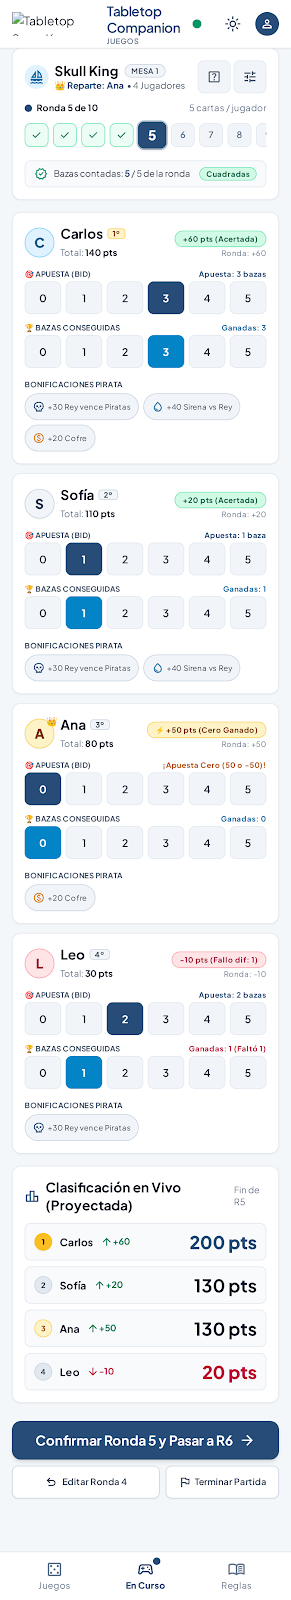 Tabletop
Tabletop
Companion
JUEGOS
Skull King MESA 1
Reparte: Ana • 4 Jugadores
Ronda 5 de 10 5 cartas / jugador
5 6 7 8
Bazas contadas: 5 / 5 de la ronda Cuadradas
C Carlos 1º +60 pts (Acertada)
Total: 140 pts Ronda: +60
APUESTA (BID) Apuesta: 3 bazas
0 1 2 3 4 5
BAZAS CONSEGUIDAS Ganadas: 3
0 1 2 3 4 5
BONIFICACIONES PIRATA
+30 Rey vence Piratas +40 Sirena vs Rey
+20 Cofre
S Sofía 2º +20 pts (Acertada)
Total: 110 pts Ronda: +20
APUESTA (BID) Apuesta: 1 baza
0 1 2 3 4 5
BAZAS CONSEGUIDAS Ganadas: 1
0 1 2 3 4 5
BONIFICACIONES PIRATA
+30 Rey vence Piratas +40 Sirena vs Rey
A Ana 3º ⚡ +50 pts (Cero Ganado)
Total: 80 pts Ronda: +50
APUESTA (BID) ¡Apuesta Cero (50 o -50)!
0 1 2 3 4 5
BAZAS CONSEGUIDAS Ganadas: 0
0 1 2 3 4 5
BONIFICACIONES PIRATA
+20 Cofre
L Leo 4º -10 pts (Fallo dif: 1)
Total: 30 pts Ronda: -10
APUESTA (BID) Apuesta: 2 bazas
0 1 2 3 4 5
BAZAS CONSEGUIDAS Ganadas: 1 (Faltó 1)
0 1 2 3 4 5
BONIFICACIONES PIRATA
+30 Rey vence Piratas
Clasificación en Vivo
(Proyectada)
Fin de
R5
1 Carlos ↑ +60 200 pts
2 Sofía ↑ +20 130 pts
3 Ana ↑ +50 130 pts
4 Leo ↓ -10 20 pts
Confirmar Ronda 5 y Pasar a R6 →
Editar Ronda 4 Terminar Partida
Juegos En Curso Reglas